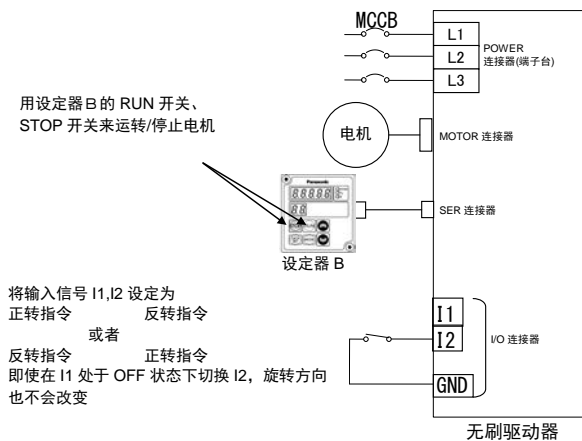 MCCB
L1
L2
L3
POWER
连接器(端子台)
用设定器B的 RUN 开关、
STOP 开关来运转/停止电机
电机
MOTOR 连接器
Panasonic
SER 连接器
设定器 B
将输入信号 I1,I2 设定为
正转指令 反转指令
或者
反转指令 正转指令
即使在 I1 处于 OFF 状态下切换 I2，旋转方向
也不会改变
I1
I2
I/O 连接器
GND
无刷驱动器